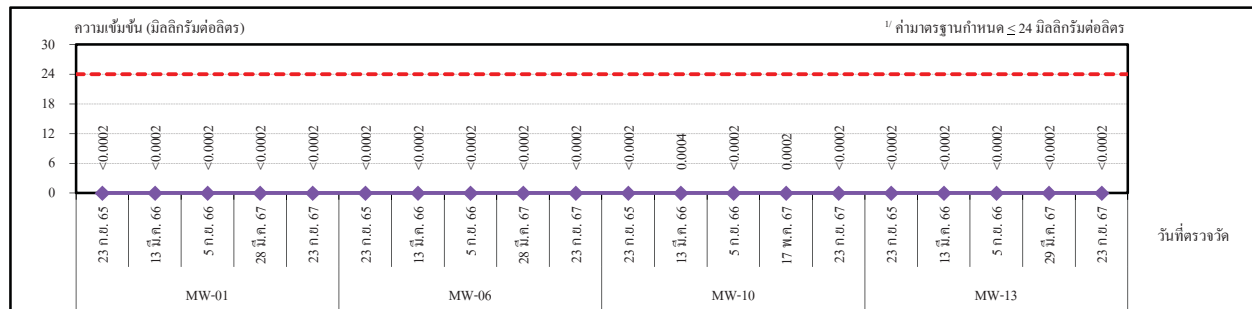 ความเข้มข้น (มิลลิกรัมต่อลิตร)
1/ ค่ามาตรฐานกำหนด ≤ 24 มิลลิกรัมต่อลิตร
30
24
18
12
6
0
<0.0002 <0.0002 <0.0002 <0.0002 <0.0002 <0.0002 <0.0002 <0.0002 <0.0002 <0.0002 <0.0002 0.0004 <0.0002 0.0002 <0.0002 <0.0002 <0.0002 <0.0002 <0.0002 <0.0002
23 ก.ย. 65 13 มี.ค. 66 5 ก.ย. 66 28 มี.ค. 67 23 ก.ย. 67 23 ก.ย. 65 13 มี.ค. 66 5 ก.ย. 66 28 มี.ค. 67 23 ก.ย. 67 23 ก.ย. 65 13 มี.ค. 66 5 ก.ย. 66 17 พ.ค. 67 23 ก.ย. 67 23 ก.ย. 65 13 มี.ค. 66 5 ก.ย. 66 29 มี.ค. 67 23 ก.ย. 67
วันที่ตรวจวัด
MW-01 MW-06 MW-10 MW-13